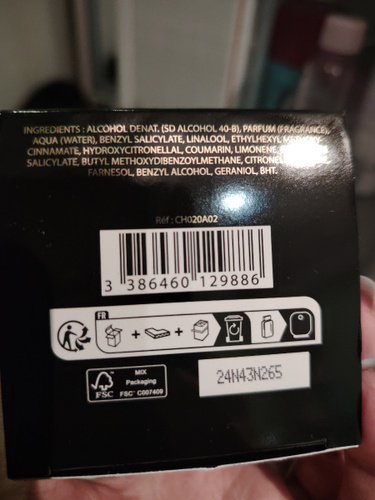 INGREDIENTS : ALCOHOL DENAT. (SD ALCOHOL 40-B), PARFUM (FRAGRANCE),
AQUA (WATER), BENZYL SALICYLATE, LINALOOL, ETHYLHEXYL
CINNAMATE, HYDROXYCITRONELLAL, COUMARIN, LIMONENE,
SALICYLATE, BUTYL METHOXYDIBENZOYLMETHANE,
FARNESOL, BENZYL ALCOHOL, GERANIOL, BHT.
Réf : CH020A02
3 386460 129886
FR
+ +
MIX
Packaging
FSC
FSC® C007409
24N43N265